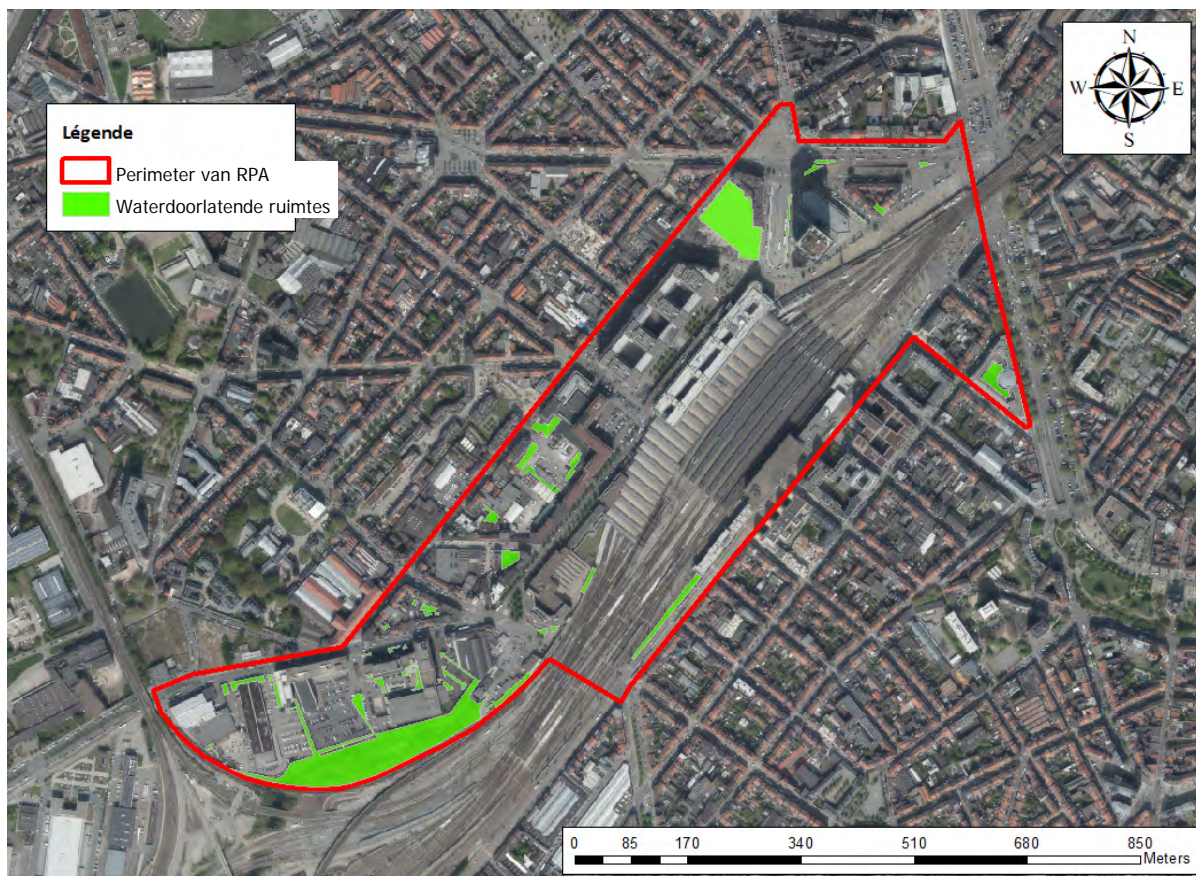 N
W E
S
Légende
Perimeter van RPA
Waterdoorlatende ruimtes
0 85 170 340 510 680 850
Meters